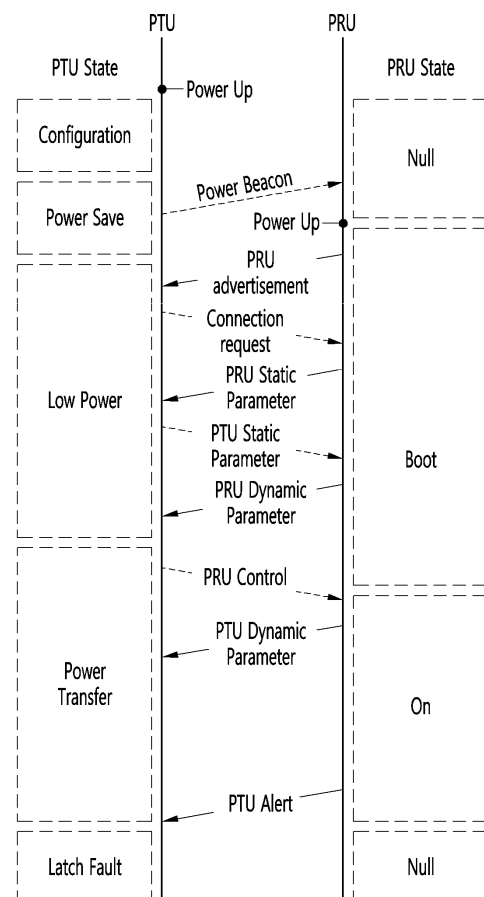 PTU
PRU
PTU State
PRU State
Power Up
Configuration
Null
Power Beacon
Power Save
Power Up
PRU
advertisement
Connection
request
PRU Static
Parameter
Low Power
PTU Static
Parameter
Boot
PRU Dynamic
Parameter
PRU Control
PTU Dynamic
Parameter
Power
Transfer
On
PTU Alert
Latch Fault
Null